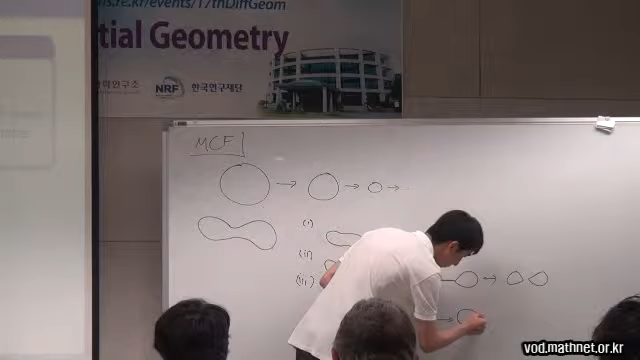 ns.re.kr/events/17thDiffGeom
tial Geometry
NRF 한국연구재단
MCF
(i)
(ii)
(iii)
vod.mathnet.or.kr